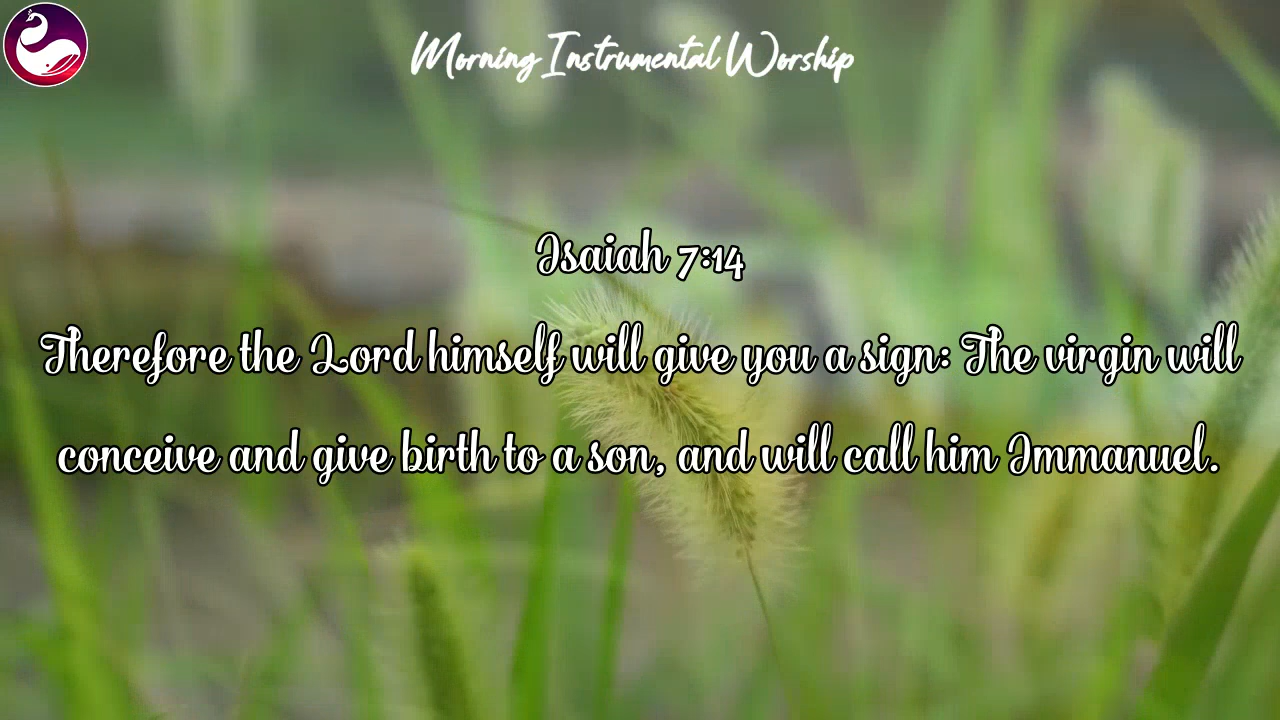 Morning Instrumental Worship
Isaiah 7:14
Therefore the Lord himself will give you a sign: The virgin will
conceive and give birth to a son, and will call him Immanuel.